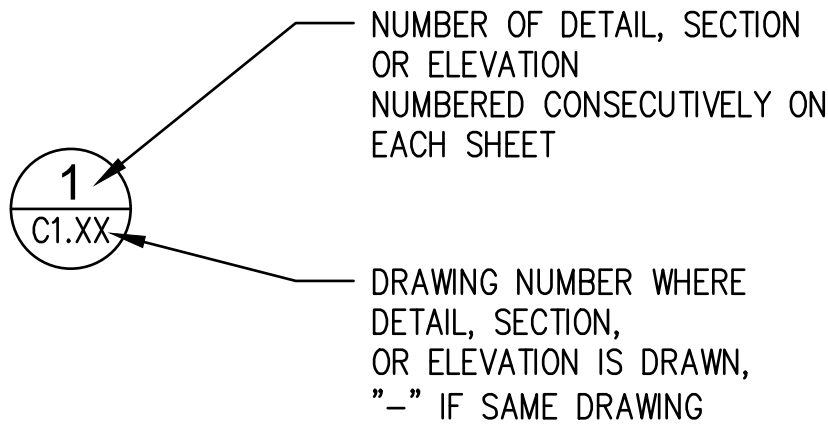 NUMBER OF DETAIL, SECTION
OR ELEVATION
NUMBERED CONSECUTIVELY ON
EACH SHEET
1
C1.XX
DRAWING NUMBER WHERE
DETAIL, SECTION,
OR ELEVATION IS DRAWN,
"-" IF SAME DRAWING